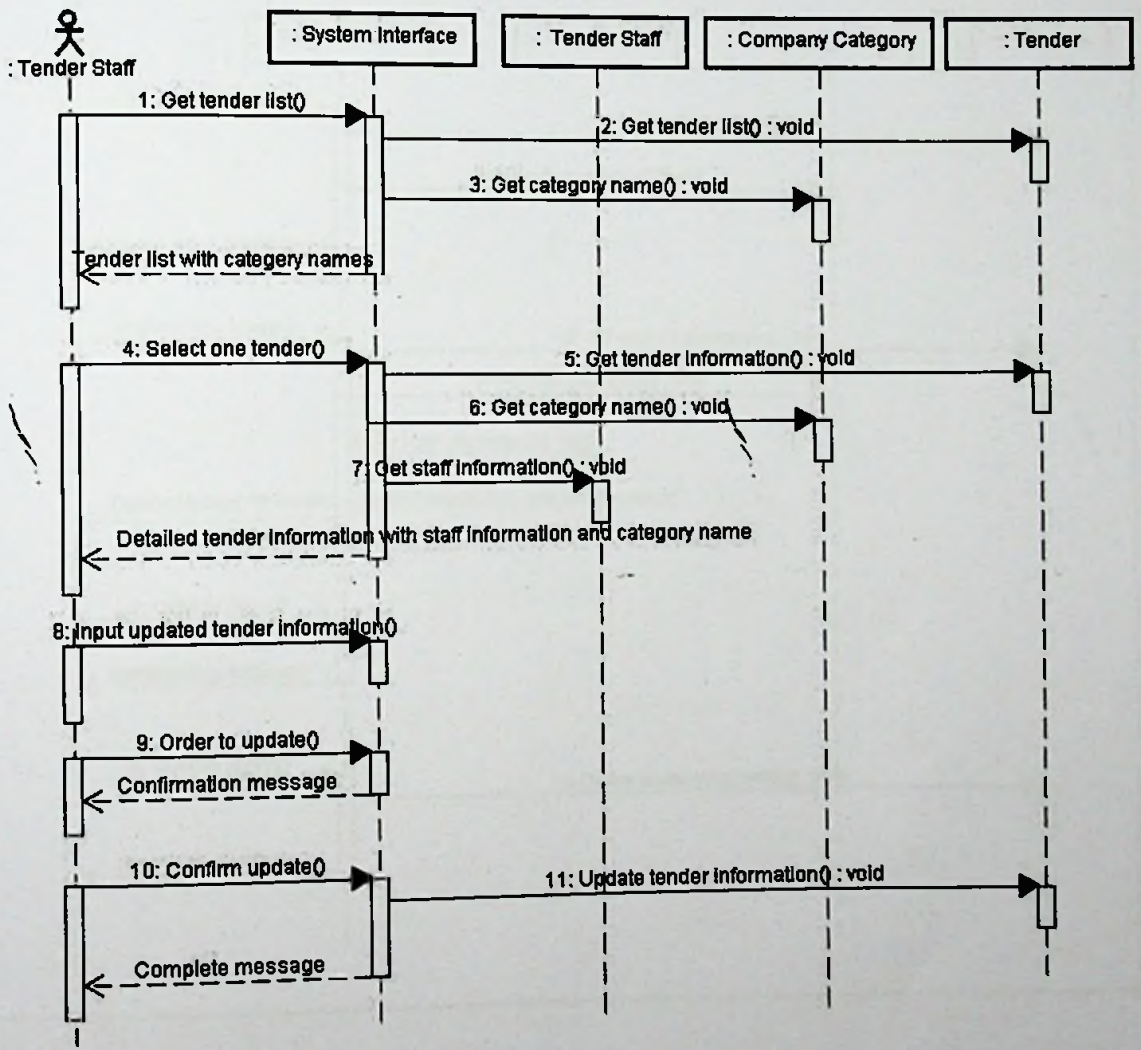 : System Interface
: Tender Staff
: Company Category
: Tender
: Tender Staff
1: Get tender list()
2: Get tender list() : void
3: Get category name() : void
Tender list with categery names
4: Select one tender()
5: Get tender information() : void
6: Get category name() : void
7: Get staff information() : void
Detailed tender information with staff information and category name
8: Input updated tender information()
9: Order to update()
Confirmation message
10: Confirm update()
11: Update tender information() : void
Complete message